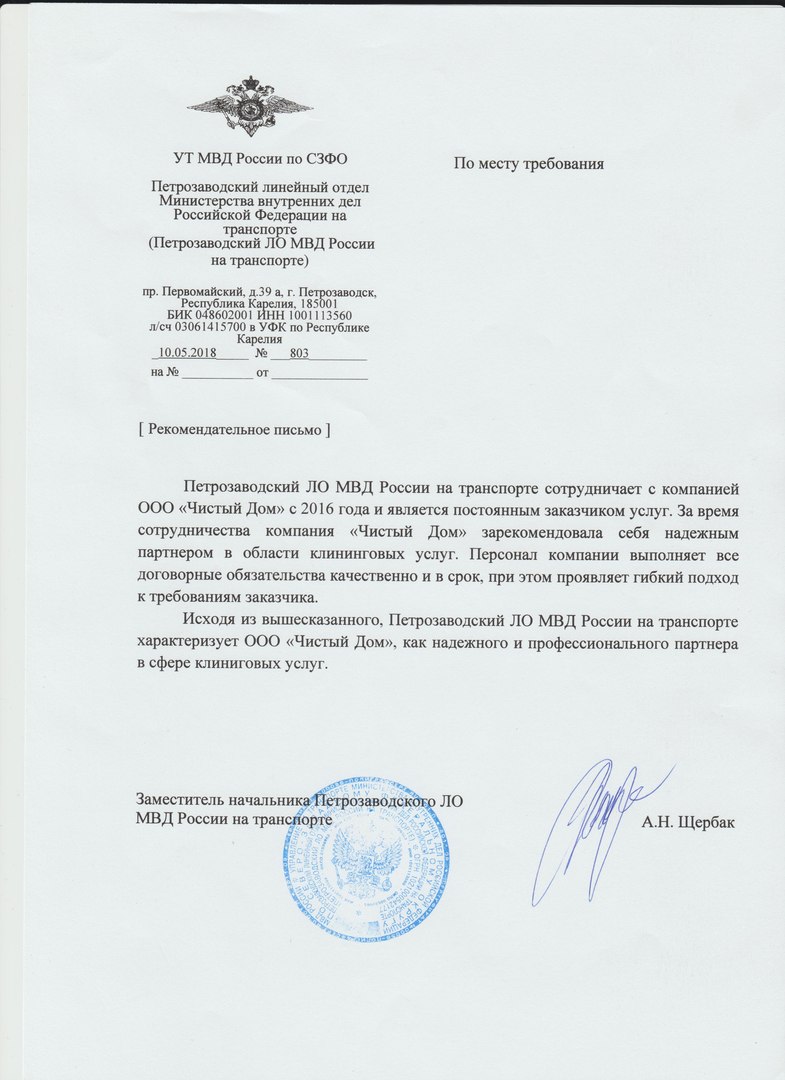 УТ МВД России по СЗФО
По месту требования
Петрозаводский линейный отдел
Министерства внутренних дел
Российской Федерации на
транспорте
(Петрозаводский ЛО МВД России
на транспорте)
пр. Первомайский, д.39 а, г. Петрозаводск,
Республика Карелия, 185001
БИК 048602001 ИНН 1001113560
л/сч 03061415700 в УФК по Республике
Карелия
10.05.2018 № 803
на № ___________ от _______________
[ Рекомендательное письмо ]
Петрозаводский ЛО МВД России на транспорте сотрудничает с компанией
ООО «Чистый Дом» с 2016 года и является постоянным заказчиком услуг. За время
сотрудничества компания «Чистый Дом» зарекомендовала себя надежным
партнером в области клининговых услуг. Персонал компании выполняет все
договорные обязательства качественно и в срок, при этом проявляет гибкий подход
к требованиям заказчика.
Исходя из вышесказанного, Петрозаводский ЛО МВД России на транспорте
характеризует ООО «Чистый Дом», как надежного и профессионального партнера
в сфере клиниговых услуг.
Заместитель начальника Петрозаводского ЛО
МВД России на транспорте
А.Н. Щербак